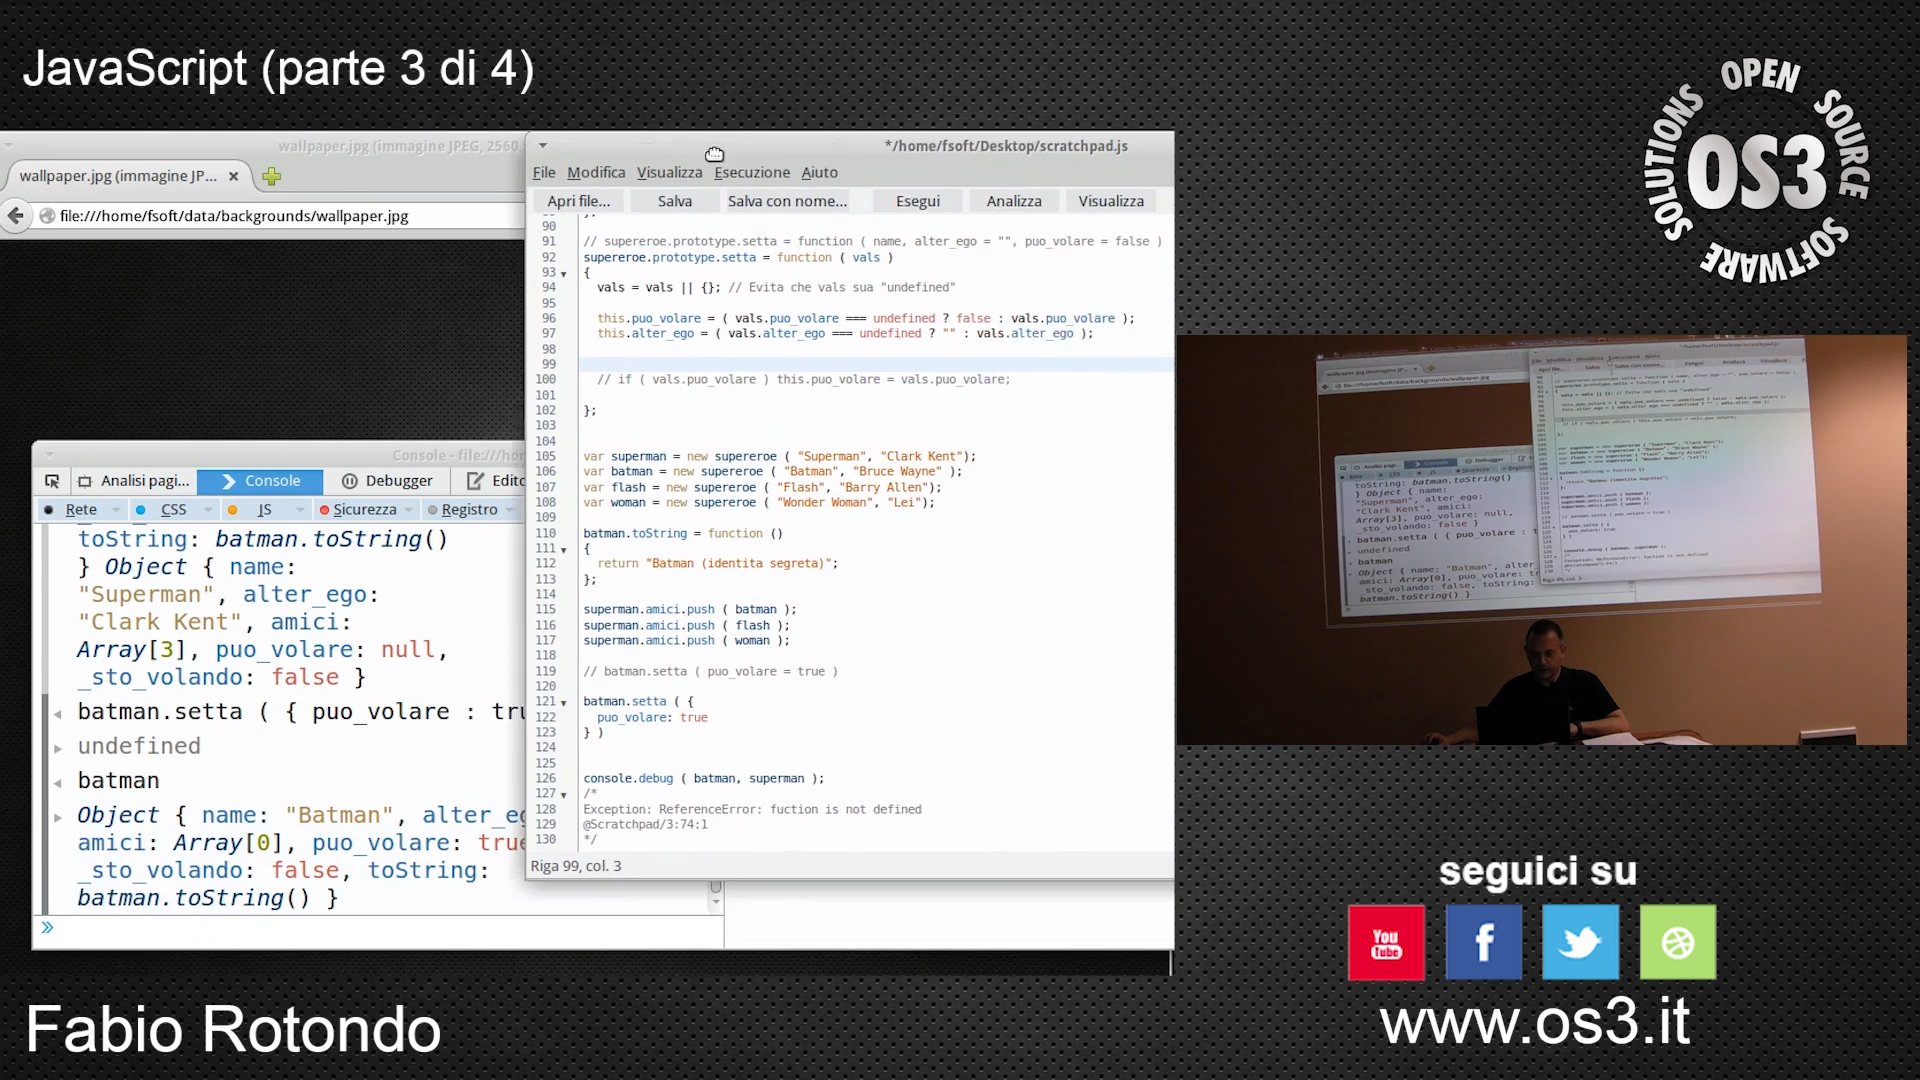 JavaScript (parte 3 di 4)
OPEN SOURCE SOFTWARE SOLUTIONS
OS3
wallpaper.jpg (immagine JPEG, 2560
wallpaper.jpg (immagine JP...
file:///home/fsoft/data/backgrounds/wallpaper.jpg
*/home/fsoft/Desktop/scratchpad.js
File Modifica Visualizza Esecuzione Aiuto
Apri file... Salva Salva con nome... Esegui Analizza Visualizza
90
91 // supereroe.prototype.setta = function ( name, alter_ego = "", puo_volare = false )
92 supereroe.prototype.setta = function ( vals )
93 {
94 vals = vals || {}; // Evita che vals sua "undefined"
95
96 this.puo_volare = ( vals.puo_volare === undefined ? false : vals.puo_volare );
97 this.alter_ego = ( vals.alter_ego === undefined ? "" : vals.alter_ego );
98
99
100 // if ( vals.puo_volare ) this.puo_volare = vals.puo_volare;
101
102 };
103
104
105 var superman = new supereroe ( "Superman", "Clark Kent");
106 var batman = new supereroe ( "Batman", "Bruce Wayne" );
107 var flash = new supereroe ( "Flash", "Barry Allen");
108 var woman = new supereroe ( "Wonder Woman", "Lei");
109
110 batman.toString = function ()
111 {
112 return "Batman (identita segreta)";
113 };
114
115 superman.amici.push ( batman );
116 superman.amici.push ( flash );
117 superman.amici.push ( woman );
118
119 // batman.setta ( puo_volare = true )
120
121 batman.setta ( {
122 puo_volare: true
123 } )
124
125
126 console.debug ( batman, superman );
127 /*
128 Exception: ReferenceError: fuction is not defined
129 @Scratchpad/3:74:1
130 */
Riga 99, col. 3
Console - file:///ho
Analisi pagi... Console Debugger Edito
Rete CSS JS Sicurezza Registro
toString: batman.toString()
} Object { name:
"Superman", alter_ego:
"Clark Kent", amici:
Array[3], puo_volare: null,
_sto_volando: false }
batman.setta ( { puo_volare : tru
undefined
batman
Object { name: "Batman", alter_eg
amici: Array[0], puo_volare: true
_sto_volando: false, toString:
batman.toString() }
»
seguici su
You Tube
f
Fabio Rotondo
www.os3.it